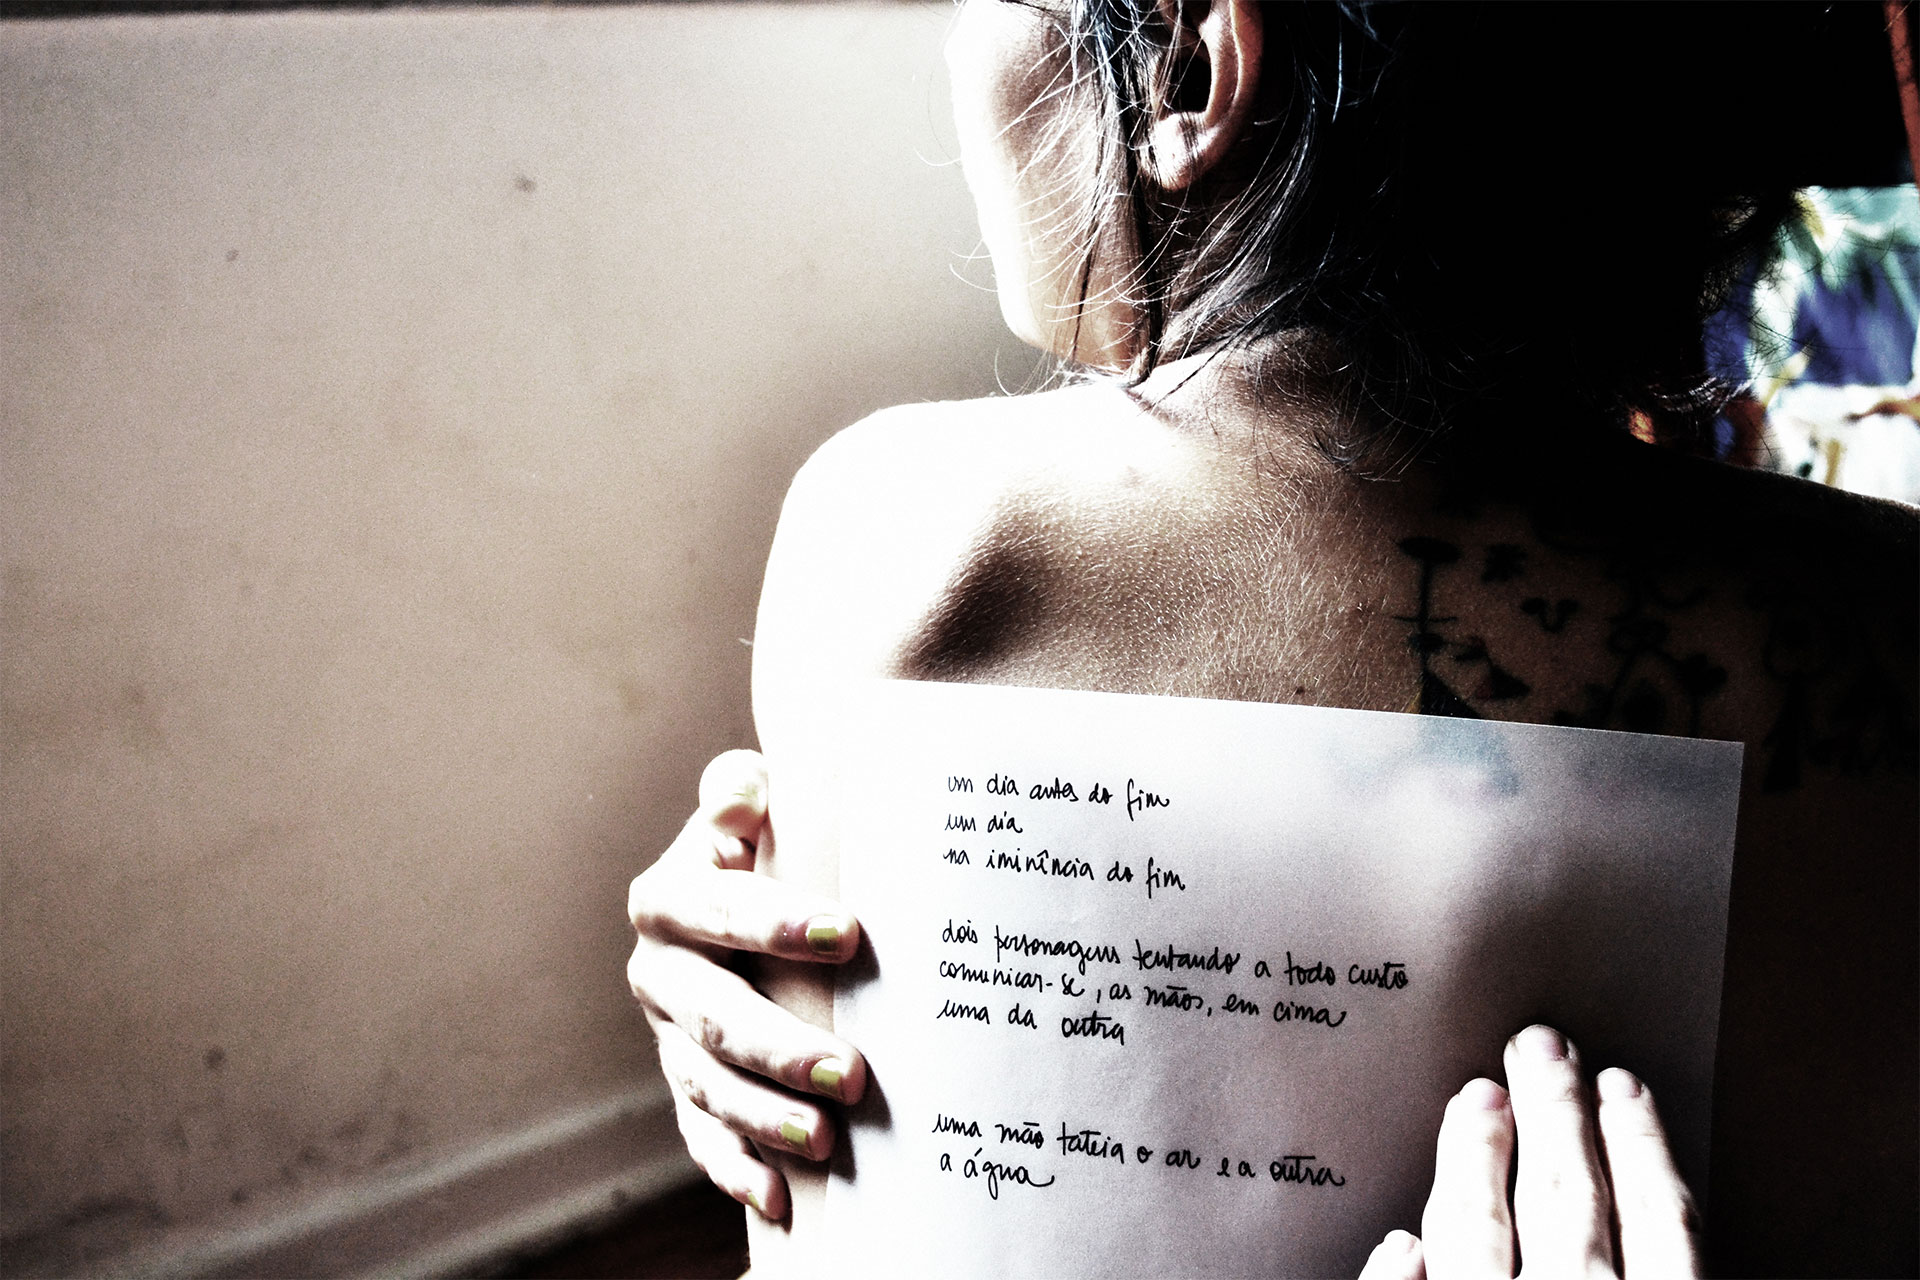 um dia antes do fim
um dia
na iminência do fim
dois personagens tentando a todo custo
comunicar-se, as mãos, em cima
uma da outra
uma mão tateia o ar e a outra
a água